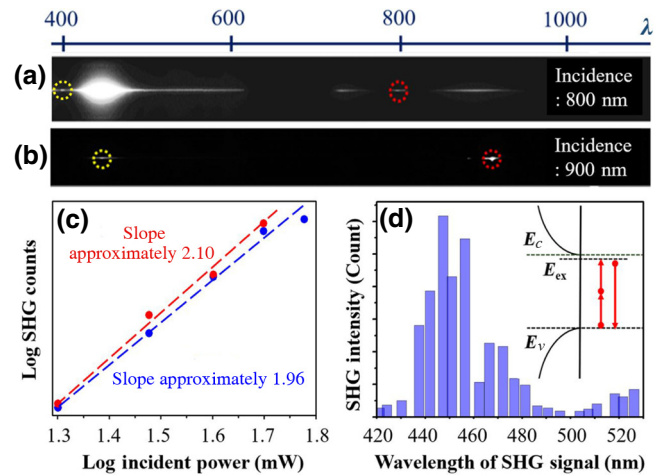 400 600 800 1000 λ
(a)
Incidence
: 800 nm
(b)
Incidence
: 900 nm
(c)
Slope
approximately 2.10
Slope approximately 1.96
Log SHG counts
1.3 1.4 1.5 1.6 1.7 1.8
Log incident power (mW)
(d)
E_C
E_ex
E_V
SHG intensity (Count)
420 440 460 480 500 520
Wavelength of SHG signal (nm)